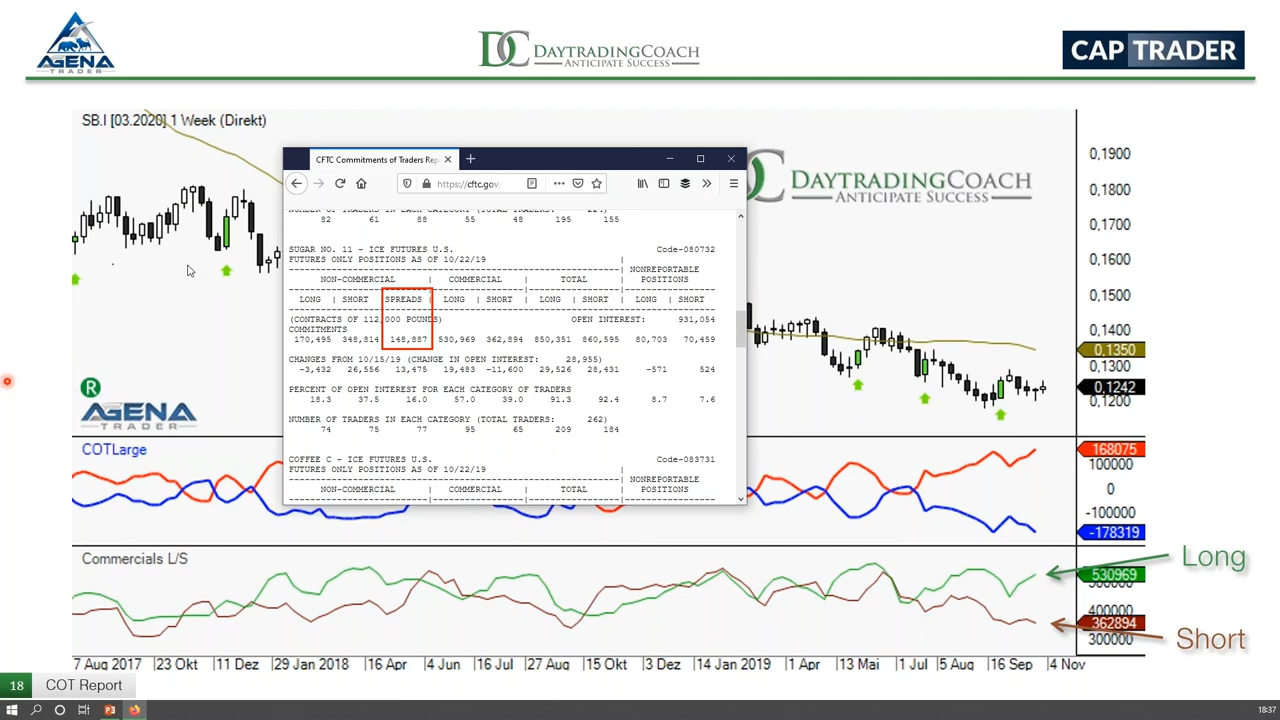 AGENA
TRADER
DC DAYTRADINGCOACH
ANTICIPATE SUCCESS
CAP TRADER
SB.I [03.2020] 1 Week (Direkt)
CFTC Commitments of Traders Rep
https://cftc.gov
82 61 88 55 48 195 155
SUGAR NO. 11 - ICE FUTURES U.S. Code-080732
FUTURES ONLY POSITIONS AS OF 10/22/19 |
--------------------------------------------------------------| NONREPORTABLE
NON-COMMERCIAL | COMMERCIAL | TOTAL | POSITIONS
LONG | SHORT |SPREADS | LONG | SHORT | LONG | SHORT | LONG | SHORT
(CONTRACTS OF 112,000 POUNDS) OPEN INTEREST: 931,054
COMMITMENTS
170,495 348,814 148,887 530,969 362,894 850,351 860,596 80,703 70,459
CHANGES FROM 10/15/19 (CHANGE IN OPEN INTEREST: 28,955)
-3,432 26,556 13,475 19,483 -11,600 29,526 28,431 -571 524
PERCENT OF OPEN INTEREST FOR EACH CATEGORY OF TRADERS
18.3 37.5 16.0 57.0 39.0 91.3 92.4 8.7 7.6
NUMBER OF TRADERS IN EACH CATEGORY (TOTAL TRADERS: 262)
74 75 77 95 65 209 184
COFFEE C - ICE FUTURES U.S. Code-083731
FUTURES ONLY POSITIONS AS OF 10/22/19 |
--------------------------------------------------------------| NONREPORTABLE
NON-COMMERCIAL | COMMERCIAL | TOTAL | POSITIONS
DAYTRADINGCOACH
ANTICIPATE SUCCESS
0,1900
0,1800
0,1700
0,1600
0,1500
0,1400
0,1350
0,1242
0,1200
R
AGENA
TRADER
COTLarge
168075
100000
0
-100000
-178319
Commercials L/S
Long
530969
400000
362894
Short
300000
7 Aug 2017 23 Okt 11 Dez 29 Jan 2018 16 Apr 4 Jun 16 Jul 27 Aug 15 Okt 3 Dez 14 Jan 2019 1 Apr 13 Mai 1 Jul 5 Aug 16 Sep 4 Nov
18 COT Report
18:37